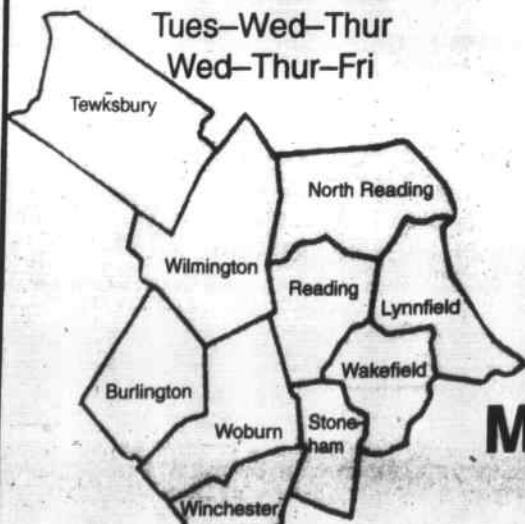 Tues–Wed–Thur
Wed–Thur–Fri
Tewksbury
North Reading
Wilmington
Reading
Lynnfield
Wakefield
Burlington
Woburn
Stone-
ham
M
Winchester